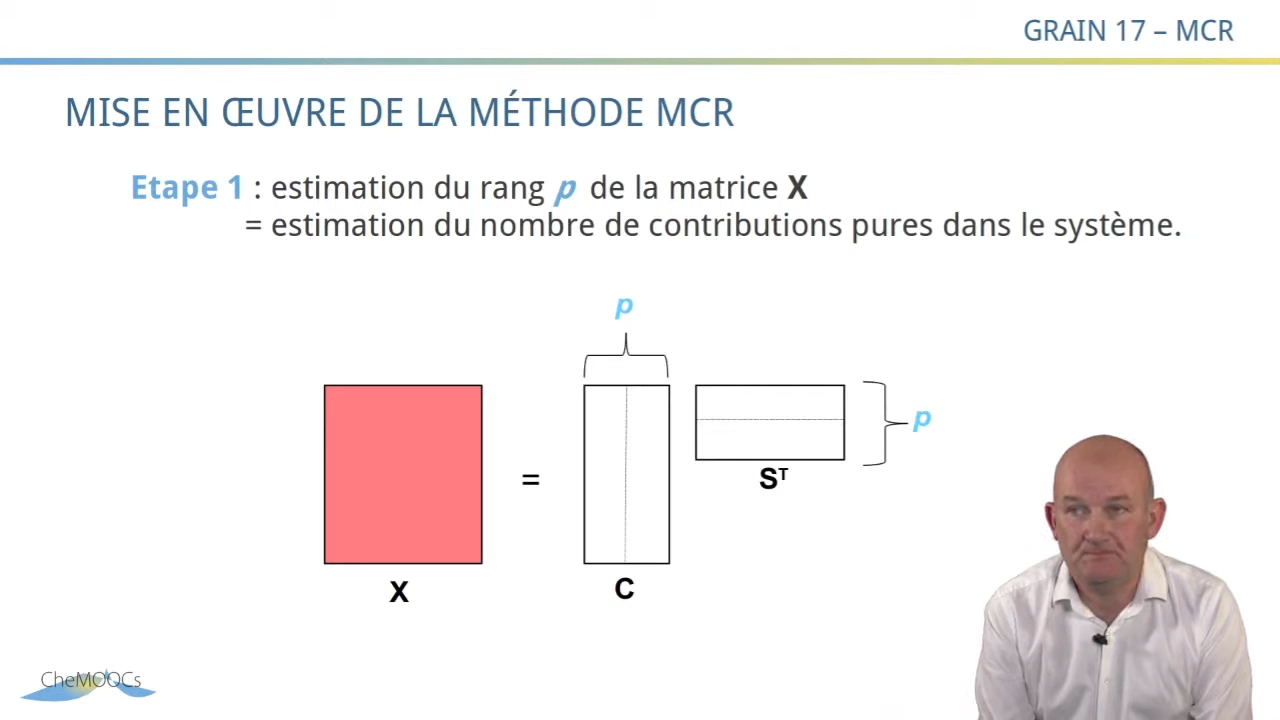 GRAIN 17 – MCR
MISE EN ŒUVRE DE LA MÉTHODE MCR
Etape 1 : estimation du rang p de la matrice X
= estimation du nombre de contributions pures dans le système.
p
p
=
Sᵀ
X
C
CheMOOCs